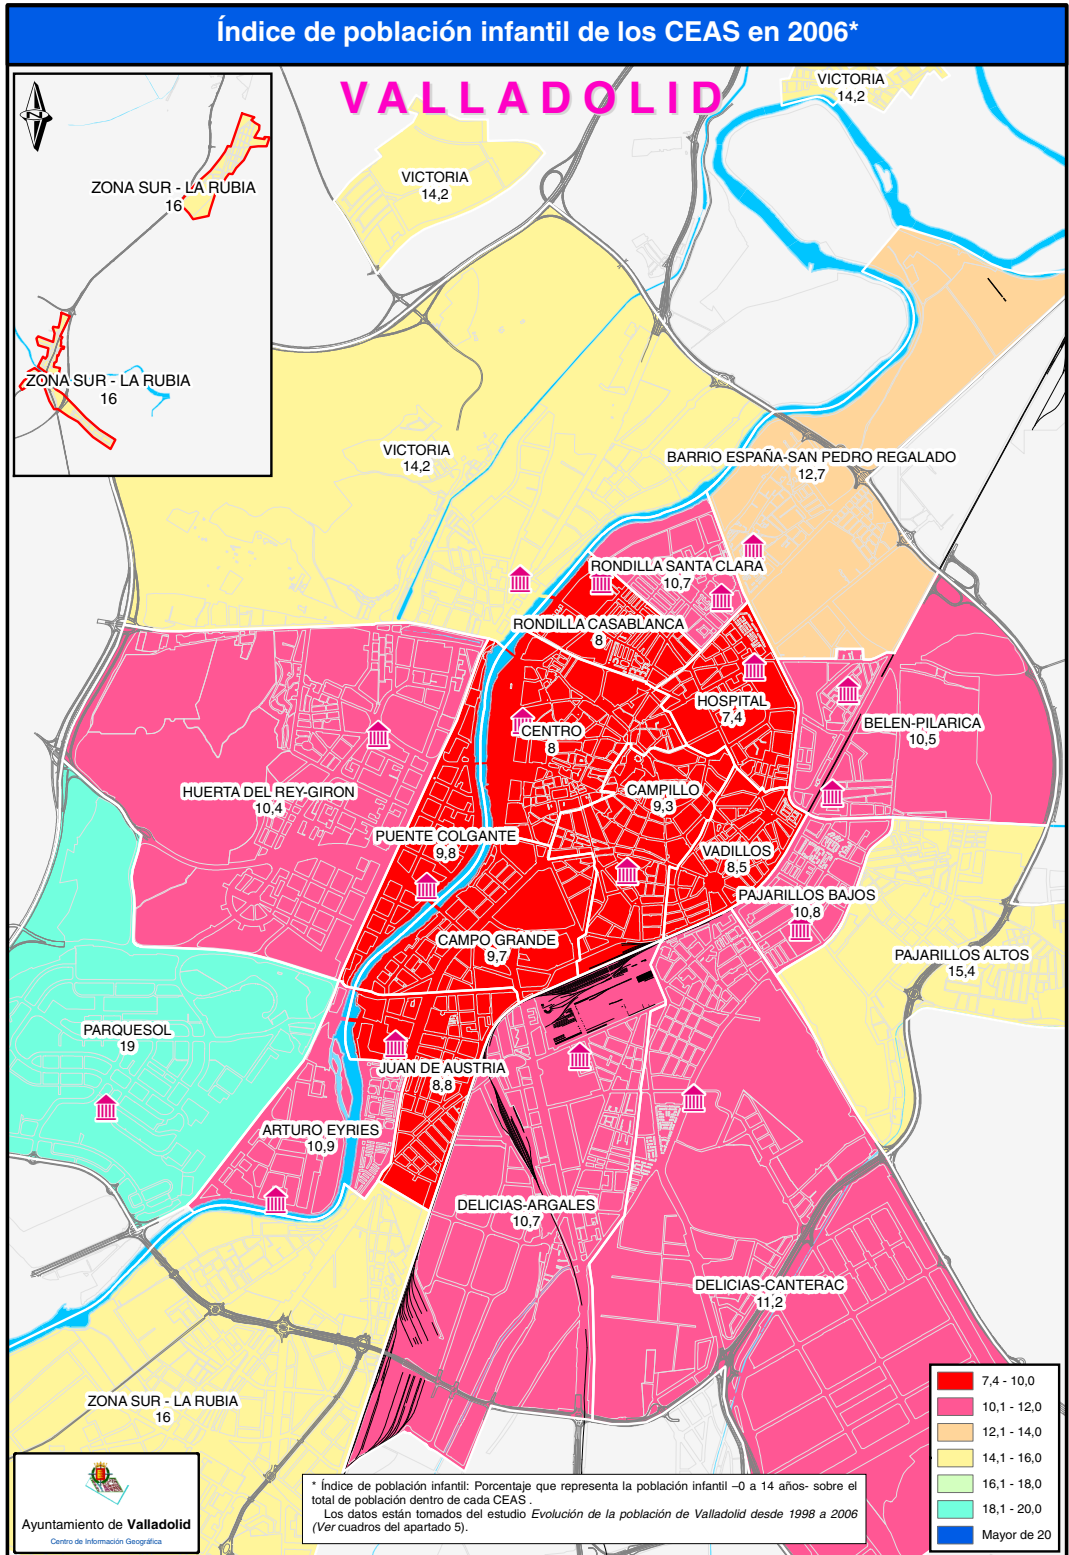 Índice de población infantil de los CEAS en 2006*
VALLADOLID
VICTORIA
14,2
VICTORIA
14,2
ZONA SUR - LA RUBIA
16
ZONA SUR - LA RUBIA
16
VICTORIA
14,2
BARRIO ESPAÑA-SAN PEDRO REGALADO
12,7
RONDILLA SANTA CLARA
10,7
RONDILLA CASABLANCA
8
HOSPITAL
7,4
BELEN-PILARICA
10,5
CENTRO
8
HUERTA DEL REY-GIRON
10,4
CAMPILLO
9,3
PUENTE COLGANTE
9,8
VADILLOS
8,5
PAJARILLOS BAJOS
10,8
CAMPO GRANDE
9,7
PAJARILLOS ALTOS
15,4
PARQUESOL
19
JUAN DE AUSTRIA
8,8
ARTURO EYRIES
10,9
DELICIAS-ARGALES
10,7
DELICIAS-CANTERAC
11,2
ZONA SUR - LA RUBIA
16
7,4 - 10,0
10,1 - 12,0
12,1 - 14,0
14,1 - 16,0
16,1 - 18,0
18,1 - 20,0
Mayor de 20
Ayuntamiento de Valladolid
Centro de Información Geográfica
* Índice de población infantil: Porcentaje que representa la población infantil –0 a 14 años- sobre el
total de población dentro de cada CEAS .
Los datos están tomados del estudio Evolución de la población de Valladolid desde 1998 a 2006
(Ver cuadros del apartado 5).